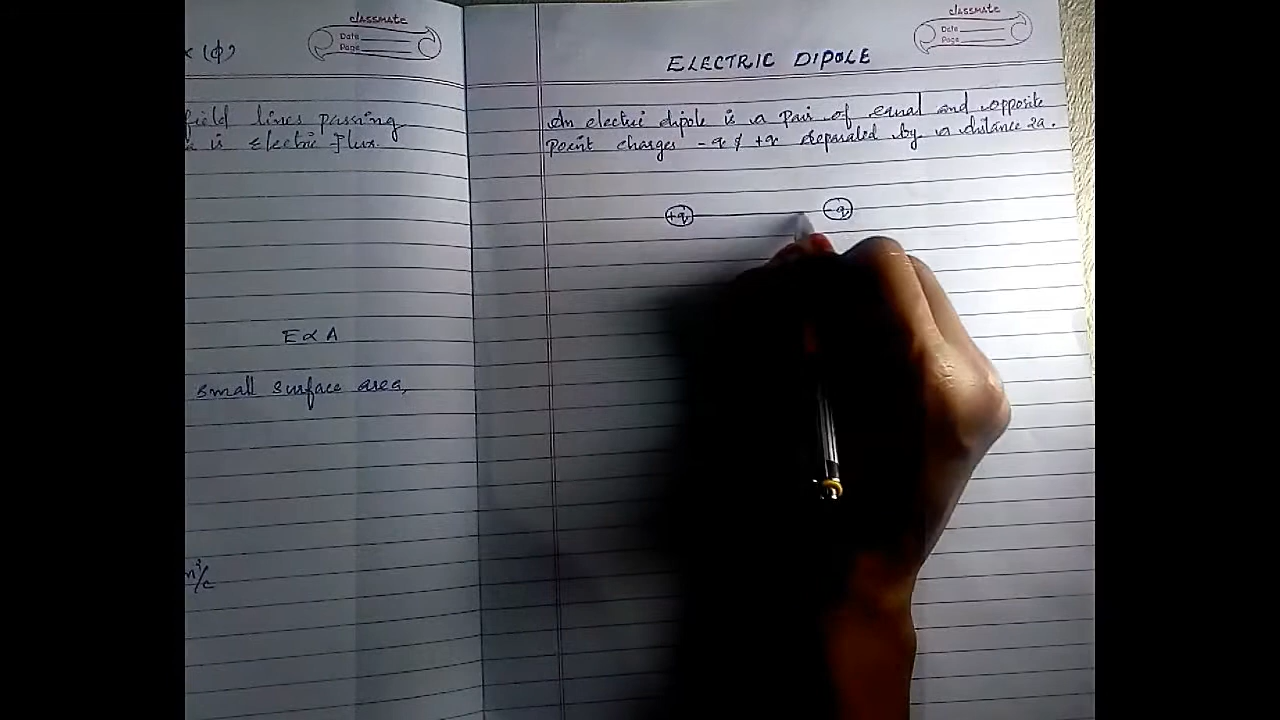 classmate
Date
Page
x (ϕ)
field lines passing
is Electric Flux.
E ∝ A
small surface area,
m²/c
classmate
Date
Page
ELECTRIC DIPOLE
An electric dipole is a pair of equal and opposite
point charges -q & +q separated by a distance 2a.
+q -q